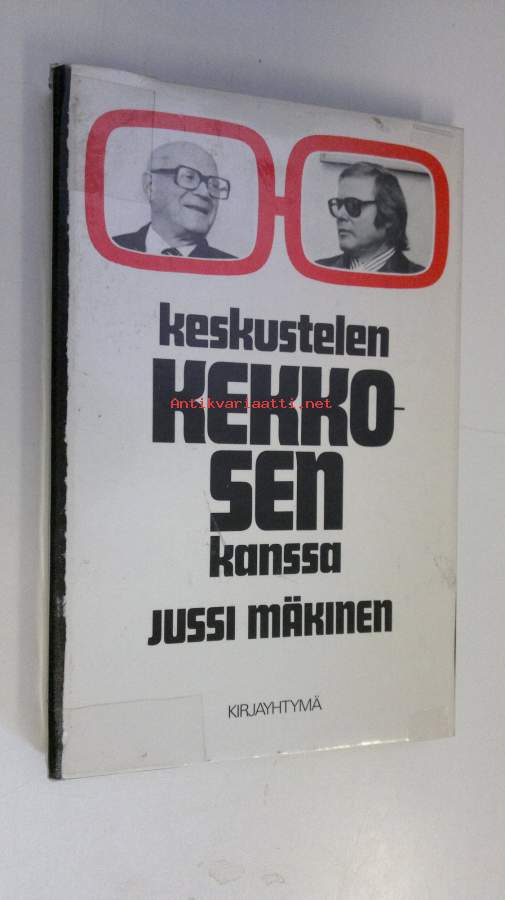 keskustelen
KEKKO-
Antikvariaatti.net
SEN
kanssa
JUSSI MÄKINEN
KIRJAYHTYMÄ